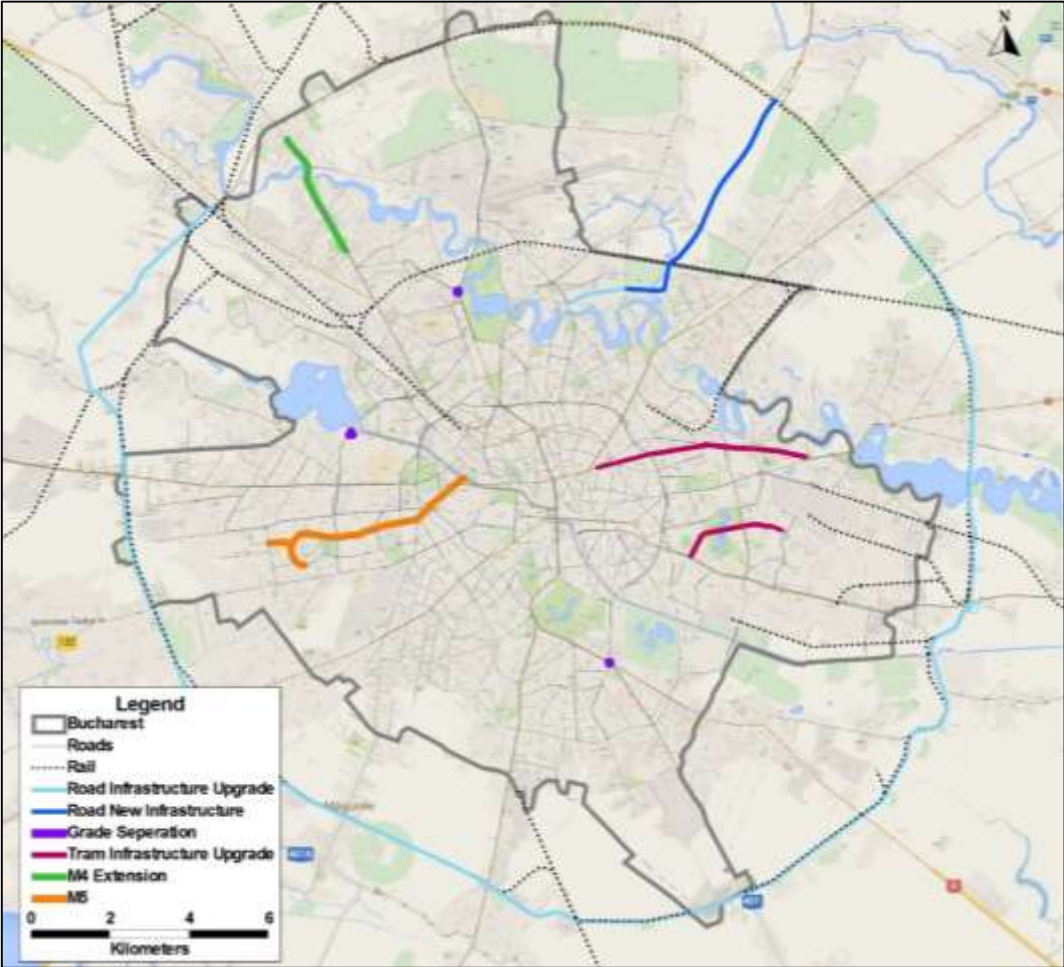 N
Legend
Bucharest
Roads
Rail
Road Infrastructure Upgrade
Road New Infrastructure
Grade Seperation
Tram Infrastructure Upgrade
M4 Extension
M5
0 2 4 6
Kilometers